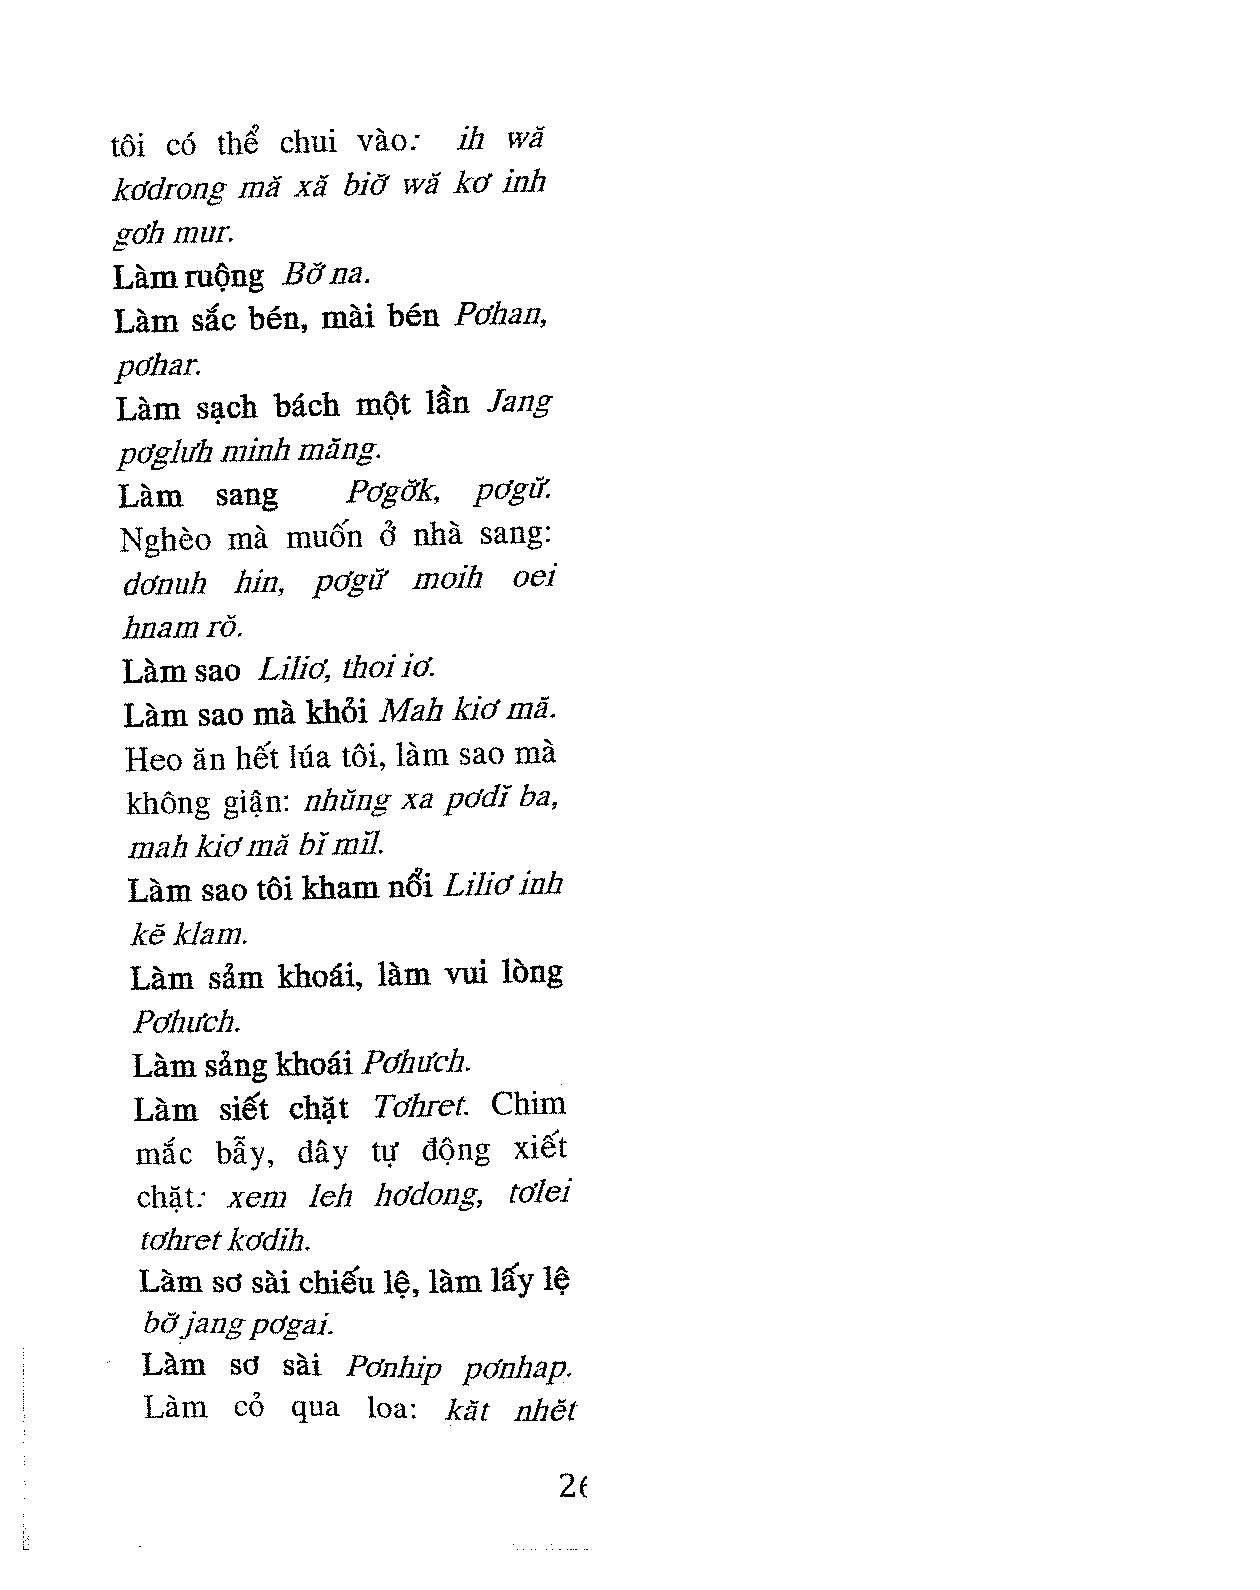 tôi có thể chui vào: ih wă
kơdrong mă xă biơ̆ wă kơ inh
gơh mur.
Làm ruộng Bơ̆ na.
Làm sắc bén, mài bén Pơhan,
pơhar.
Làm sạch bách một lần Jang
pơglưh minh măng.
Làm sang Pơgơ̆k, pơgư̆.
Nghèo mà muốn ở nhà sang:
dơnuh hin, pơgư̆ moih oei
hnam rŏ.
Làm sao Liliơ, thoi iơ.
Làm sao mà khỏi Mah kiơ mă.
Heo ăn hết lúa tôi, làm sao mà
không giận: nhŭng xa pơdĭ ba,
mah kiơ mă bĭ mĭl.
Làm sao tôi kham nổi Liliơ inh
kĕ klam.
Làm sảm khoái, làm vui lòng
Pơhưch.
Làm sảng khoái Pơhưch.
Làm siết chặt Tơhret. Chim
mắc bẫy, dây tự động xiết
chặt: xem leh hơdong, tơlei
tơhret kơdih.
Làm sơ sài chiếu lệ, làm lấy lệ
bơ̆ jang pơgai.
Làm sơ sài Pơnhip pơnhap.
Làm cỏ qua loa: kăt nhĕt